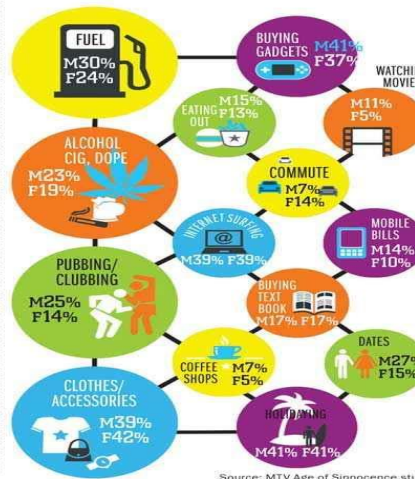 FUEL
M30%
F24%
BUYING
GADGETS
M41%
F37%
EATING
OUT
M15%
F13%
WATCHIN
MOVIE
M11%
F5%
ALCOHOL
CIG, DOPE
M23%
F19%
COMMUTE
M7%
F14%
INTERNET SURFING
M39% F39%
MOBILE
BILLS
M14%
F10%
PUBBING/
CLUBBING
M25%
F14%
BUYING
TEXT
BOOK
M17% F17%
COFFEE
SHOPS
M7%
F5%
DATES
M27%
F15%
CLOTHES/
ACCESSORIES
M39%
F42%
HOLIDAYING
M41% F41%
Source: MTV Age of Sinnocence stu